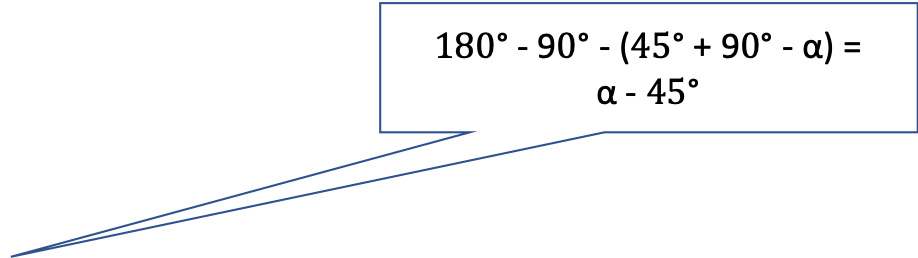 180° - 90° - (45° + 90° - α) =
α - 45°